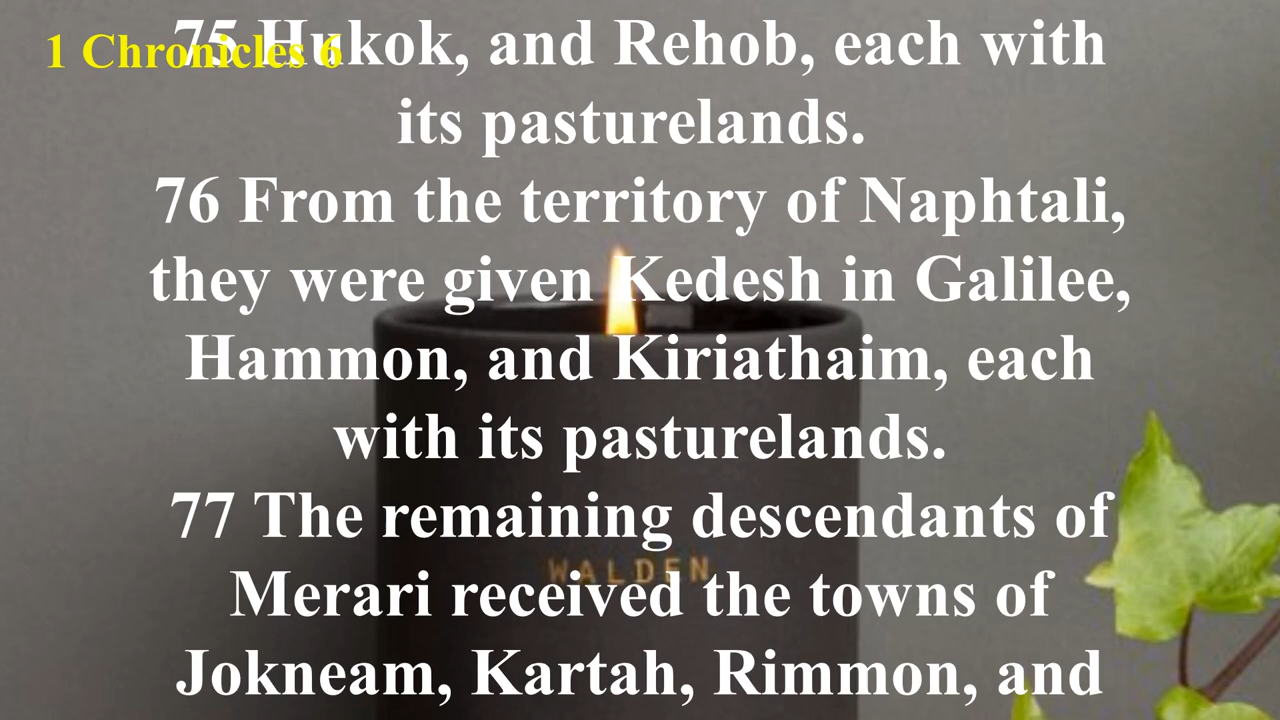 1 Chronicles 6
75 Hukok, and Rehob, each with
its pasturelands.
76 From the territory of Naphtali,
they were given Kedesh in Galilee,
Hammon, and Kiriathaim, each
with its pasturelands.
77 The remaining descendants of
WALDEN
Merari received the towns of
Jokneam, Kartah, Rimmon, and